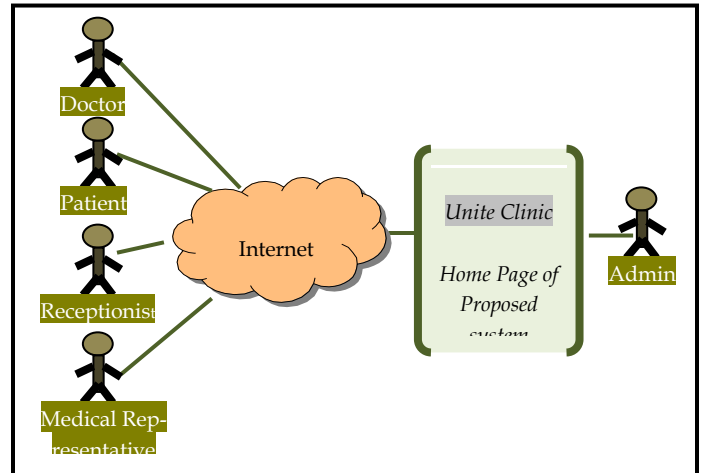 Doctor
Patient
Receptionist
Medical Rep-
resentative
Internet
Unite Clinic
Home Page of
Proposed
system
Admin